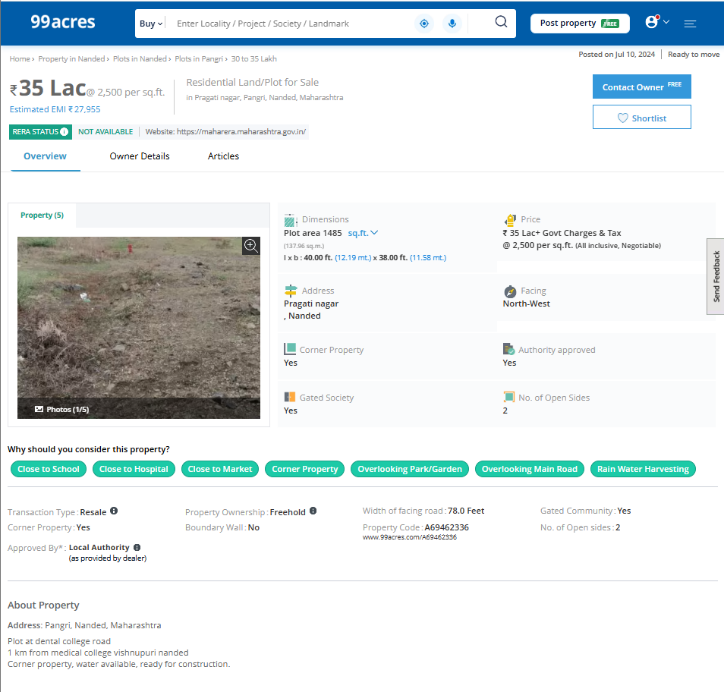 99acres
Buy
Enter Locality / Project / Society / Landmark
Post property FREE
Home› Property in Nanded› Plots in Nanded› Plots in Pangri› 30 to 35 Lakh
Posted on Jul 10, 2024 | Ready to move
₹35 Lac @ 2,500 per sq.ft.
Estimated EMI ₹27,955
Residential Land/Plot for Sale
in Pragati nagar, Pangri, Nanded, Maharashtra
Contact Owner FREE
Shortlist
RERA STATUS NOT AVAILABLE Website: https://maharera.maharashtra.gov.in/
Overview Owner Details Articles
Property (5)
Photos (1/5)
Dimensions
Plot area 1485 sq.ft.
(137.96 sq.m.)
l x b : 40.00 ft. (12.19 mt.) x 38.00 ft. (11.58 mt.)
Price
₹ 35 Lac+ Govt Charges & Tax
@ 2,500 per sq.ft. (All inclusive, Negotiable)
Address
Pragati nagar
, Nanded
Facing
North-West
Corner Property
Yes
Authority approved
Yes
Gated Society
Yes
No. of Open Sides
2
Send Feedback
Why should you consider this property?
Close to School Close to Hospital Close to Market Corner Property Overlooking Park/Garden Overlooking Main Road Rain Water Harvesting
Transaction Type : Resale
Property Ownership : Freehold
Width of facing road : 78.0 Feet
Gated Community : Yes
Corner Property : Yes
Boundary Wall : No
Property Code : A69462336
www.99acres.com/A69462336
No. of Open sides : 2
Approved By* : Local Authority
(as provided by dealer)
About Property
Address: Pangri, Nanded, Maharashtra
Plot at dental college road
1 km from medical college vishnupuri nanded
Corner property, water available, ready for construction.